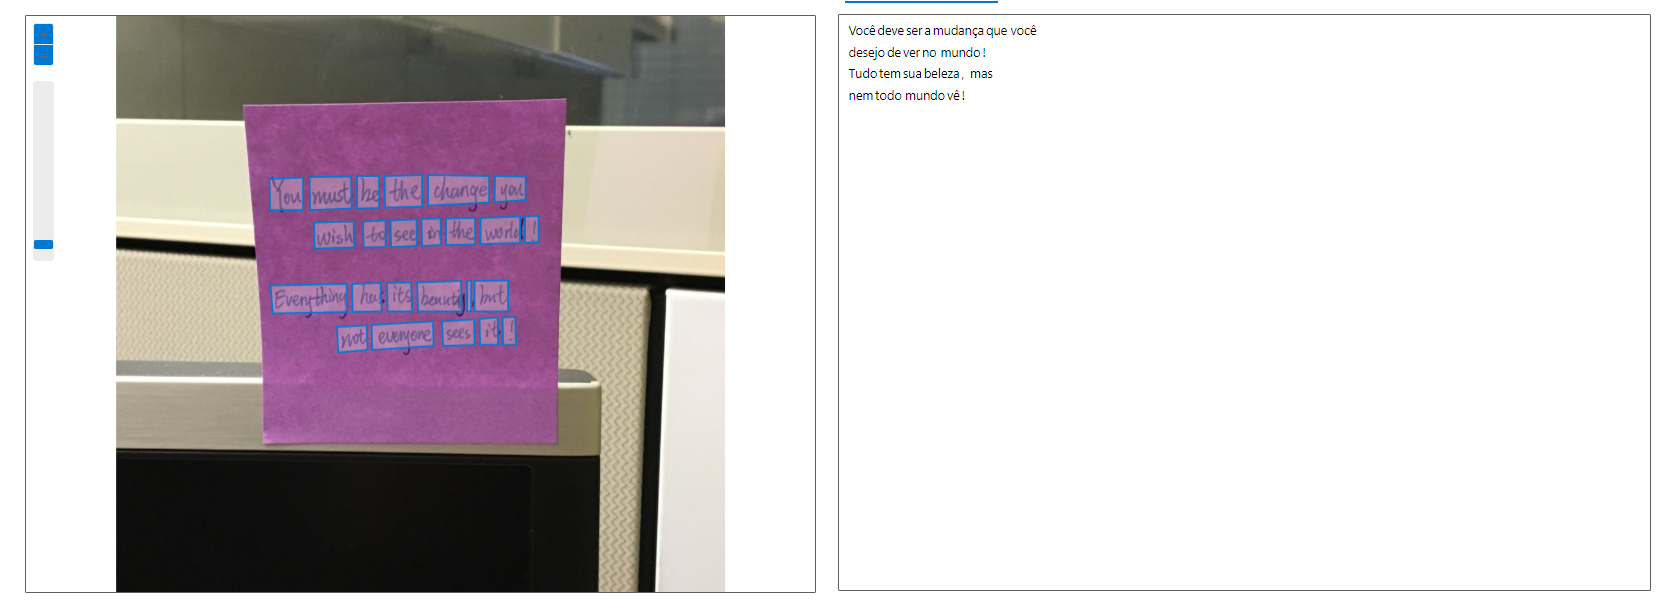 You must be the change you
wish to see in the world!
Everything has its beauty, but
not everyone sees it!
Você deve ser a mudança que você
desejo de ver no mundo!
Tudo tem sua beleza, mas
nem todo mundo vê!